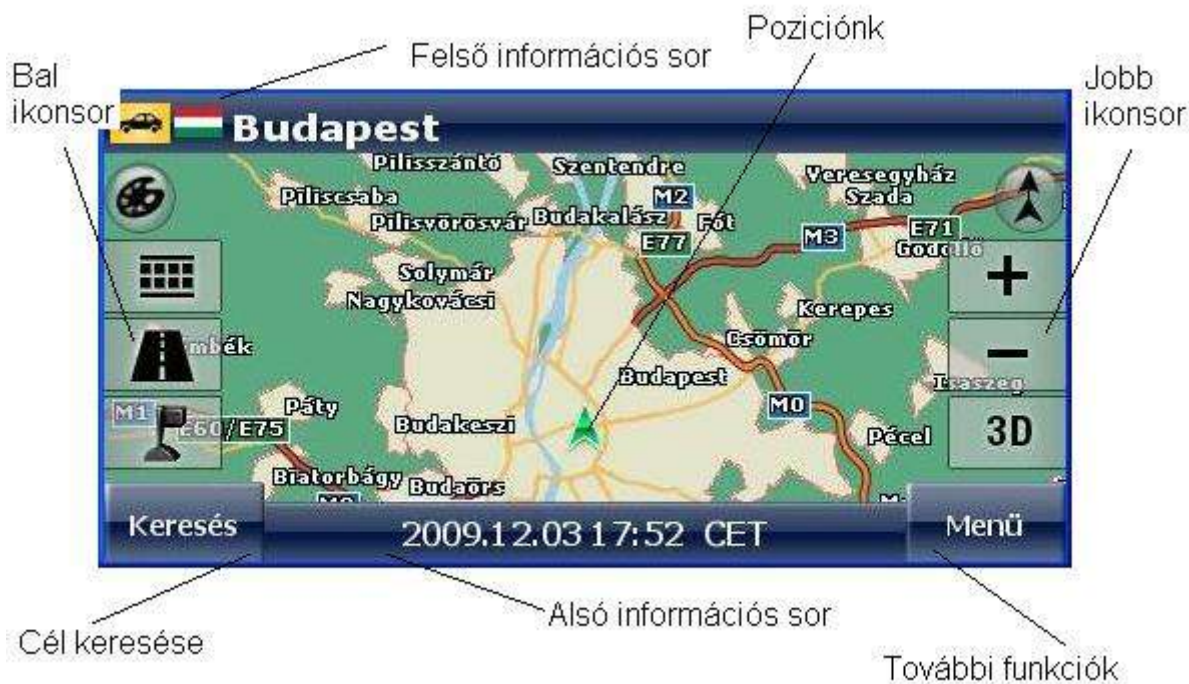 Poziciónk
Felső információs sor
Bal
ikonsor
Jobb
ikonsor
Budapest
Pilisszántó
Szentendre
Veresegyház
Piliscsaba
M2
Szada
Pilisvörösvár
Budakalász
Fót
E77
M3
E71
Gödöllő
Solymár
Nagykovácsi
Kerepes
mbék
Csömör
Budapest
Isaszeg
M1
E60/E75
Páty
Budakeszi
M0
Pécel
3D
Biatorbágy
Budaörs
Keresés
2009.12.03 17:52 CET
Menü
Alsó információs sor
Cél keresése
További funkciók